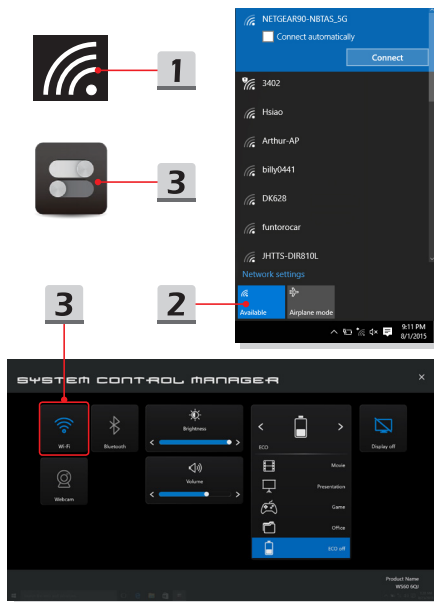 1
3
3
2
NETGEAR90-NBTAS_5G
Connect automatically
Connect
3402
Hsiao
Arthur-AP
billy0441
DK628
funtorocar
JHTTS-DIR810L
Network settings
Available
Airplane mode
9:11 PM
8/1/2015
SYSTEM CONTROL MANAGER
Wi-Fi
Bluetooth
Brightness
ECO
Display off
Webcam
Volume
Movie
Presentation
Game
Office
ECO off
Product Name
WS60 6QJ